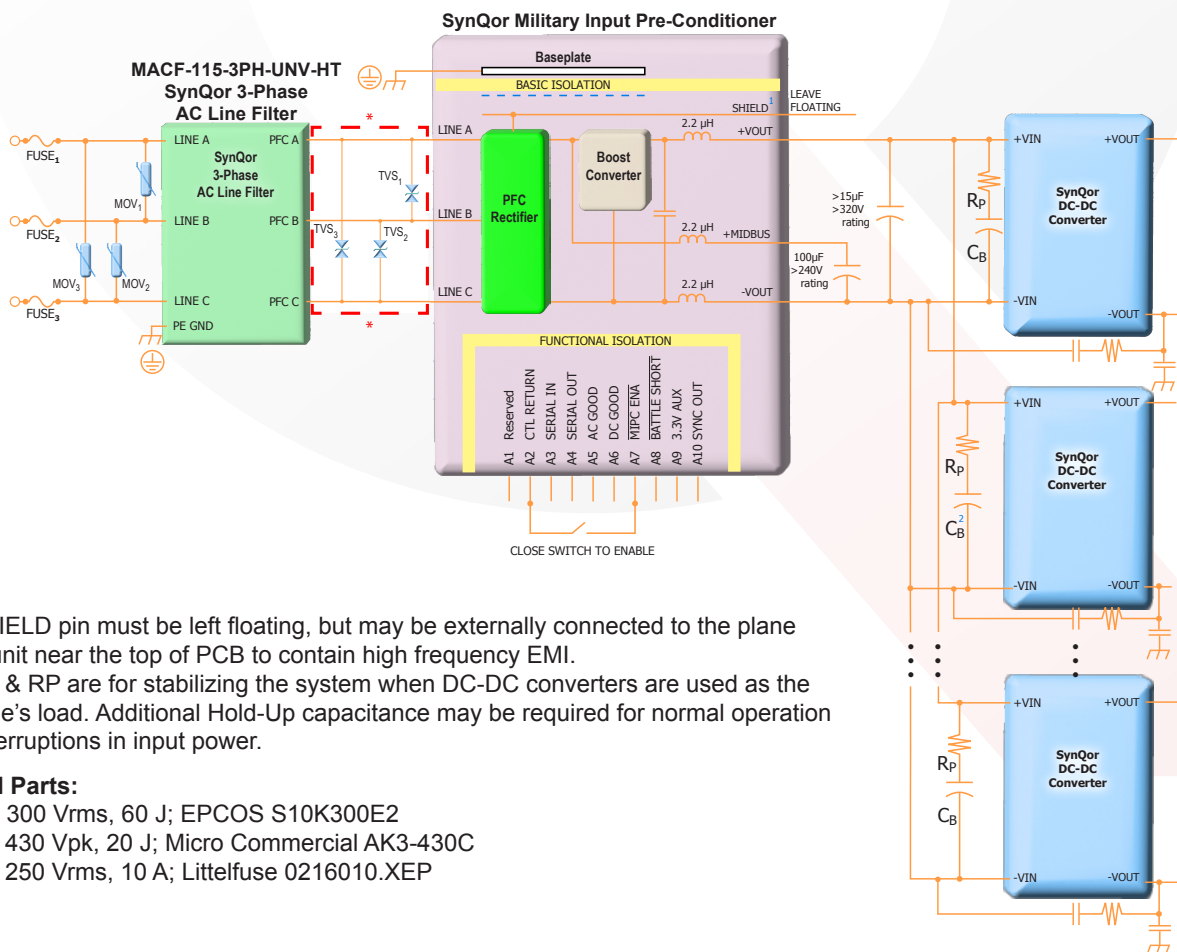 SynQor Military Input Pre-Conditioner
MACF-115-3PH-UNV-HT
SynQor 3-Phase
AC Line Filter
FUSE1
FUSE2
FUSE3
MOV1
MOV3
MOV2
LINE A
PFC A
SynQor
3-Phase
AC Line Filter
LINE B
PFC B
LINE C
PFC C
PE GND
*
TVS1
TVS3
TVS2
*
Baseplate
BASIC ISOLATION
SHIELD1
LEAVE
FLOATING
LINE A
LINE B
LINE C
PFC
Rectifier
Boost
Converter
2.2 µH
+VOUT
2.2 µH
+MIDBUS
2.2 µH
-VOUT
>15µF
>320V
rating
100µF
>240V
rating
FUNCTIONAL ISOLATION
A1 Reserved
A2 CTL RETURN
A3 SERIAL IN
A4 SERIAL OUT
A5 AC GOOD
A6 DC GOOD
A7 MIPC ENA
A8 BATTLE SHORT
A9 3.3V AUX
A10 SYNC OUT
CLOSE SWITCH TO ENABLE
+VIN
+VOUT
SynQor
DC-DC
Converter
RP
CB
-VIN
-VOUT
+VIN
+VOUT
SynQor
DC-DC
Converter
RP
CB2
-VIN
-VOUT
+VIN
+VOUT
SynQor
DC-DC
Converter
RP
CB
-VIN
-VOUT
IELD pin must be left floating, but may be externally connected to the plane
unit near the top of PCB to contain high frequency EMI.
& RP are for stabilizing the system when DC-DC converters are used as the
e's load. Additional Hold-Up capacitance may be required for normal operation
erruptions in input power.
Parts:
300 Vrms, 60 J; EPCOS S10K300E2
430 Vpk, 20 J; Micro Commercial AK3-430C
250 Vrms, 10 A; Littelfuse 0216010.XEP